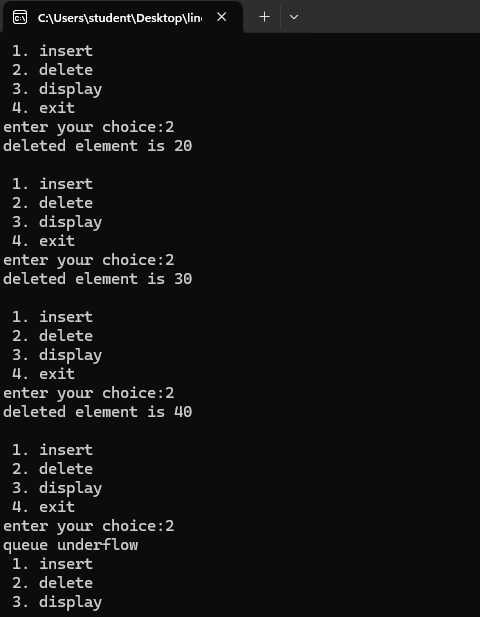 C:\Users\student\Desktop\lin
1. insert
2. delete
3. display
4. exit
enter your choice:2
deleted element is 20
1. insert
2. delete
3. display
4. exit
enter your choice:2
deleted element is 30
1. insert
2. delete
3. display
4. exit
enter your choice:2
deleted element is 40
1. insert
2. delete
3. display
4. exit
enter your choice:2
queue underflow
1. insert
2. delete
3. display